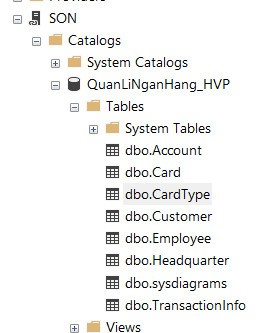 SON
Catalogs
System Catalogs
QuanLiNganHang_HVP
Tables
System Tables
dbo.Account
dbo.Card
dbo.CardType
dbo.Customer
dbo.Employee
dbo.Headquarter
dbo.sysdiagrams
dbo.TransactionInfo
Views